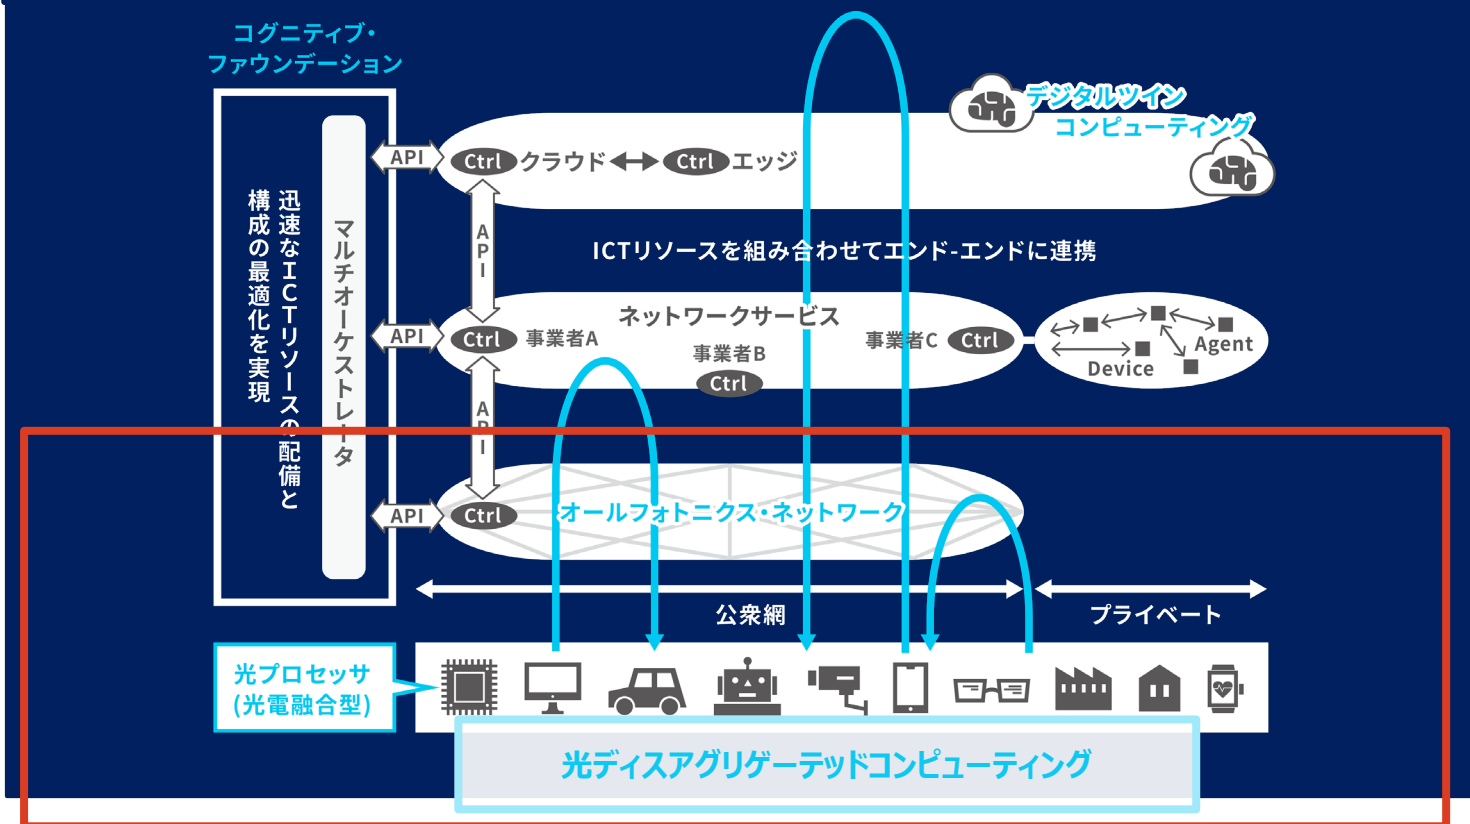 コグニティブ・
ファウンデーション
デジタルツイン
コンピューティング
API
Ctrl
クラウド
Ctrl
エッジ
迅速なICTリソースの配備と
構成の最適化を実現
マルチオーケストレータ
API
ICTリソースを組み合わせてエンド-エンドに連携
ネットワークサービス
API
Ctrl
事業者A
事業者B
Ctrl
事業者C
Ctrl
Agent
Device
API
API
Ctrl
オールフォトニクス・ネットワーク
公衆網
プライベート
光プロセッサ
(光電融合型)
光ディスアグリゲーテッドコンピューティング